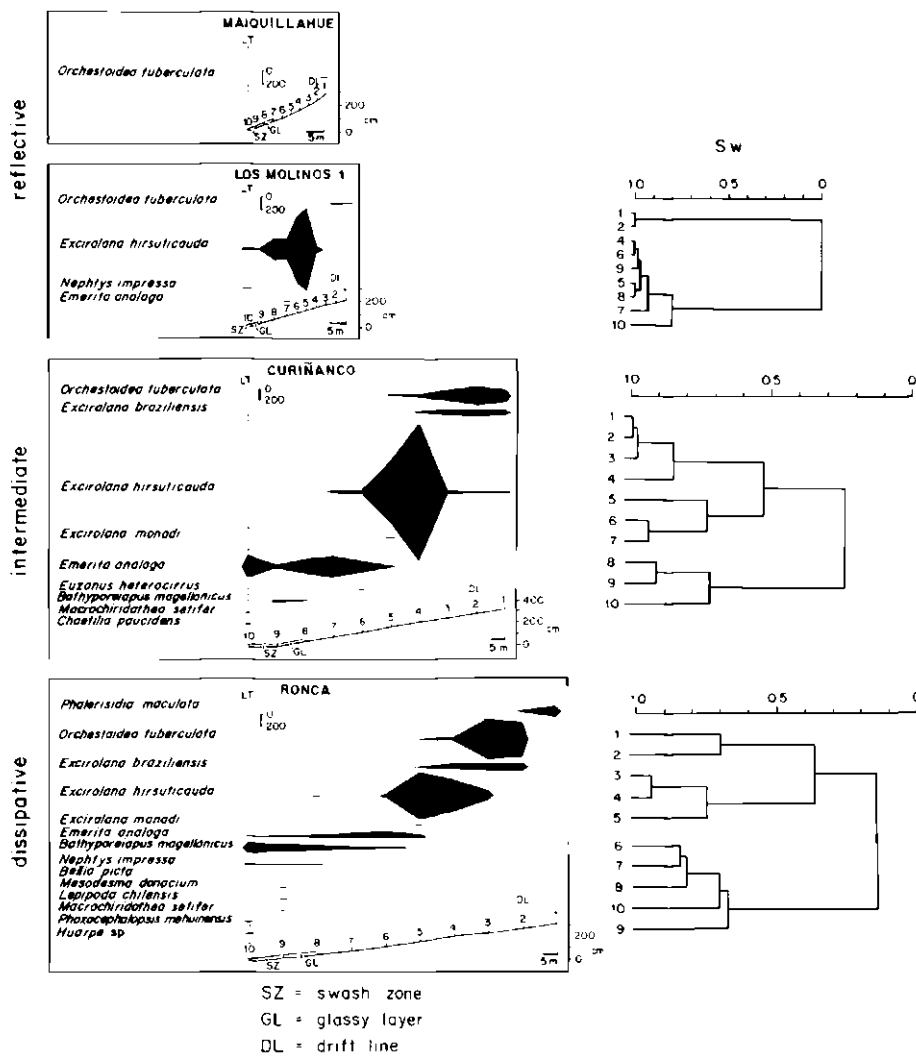 reflective
MAIQUILLAHUE
LT
Orchestoidea tuberculata
0
200
DL
10 9 8 7 6 5 4 3 2 1
200
0
cm
SZ GL
5m
LOS MOLINOS 1
LT
Orchestoidea tuberculata
0
200
Excirolana hirsuticauda
Nephtys impressa
Emerita analoga
DL
10 9 8 7 6 5 4 3 2 1
200
0
cm
SZ GL
5m
Sw
1.0 0.5 0
1
2
4
6
9
5
8
7
10
intermediate
CURIÑANCO
LT
Orchestoidea tuberculata
0
200
Excirolana braziliensis
Excirolana hirsuticauda
Excirolana monodi
Emerita analoga
Euzonus heterocirrus
Bathyporeiapus magellanicus
Macrochiridothea setifer
Chaetilia paucidens
DL
10 9 8 7 6 5 4 3 2 1
400
200
0
cm
SZ GL
5m
1.0 0.5 0
1
2
3
4
5
6
7
8
9
10
dissipative
RONCA
LT
Phalerisidia maculata
0
200
Orchestoidea tuberculata
Excirolana braziliensis
Excirolana hirsuticauda
Excirolana monodi
Emerita analoga
Bathyporeiapus magellanicus
Nephtys impressa
Bellia picta
Mesodesma donacium
Lepidopa chilensis
Macrochiridothea setifer
Phoxocephalopsis mehuinensis
Huarpe sp
DL
10 9 8 7 6 5 4 3 2 1
200
0
cm
SZ GL
5m
1.0 0.5 0
1
2
3
4
5
6
7
8
10
9
SZ = swash zone
GL = glassy layer
DL = drift line